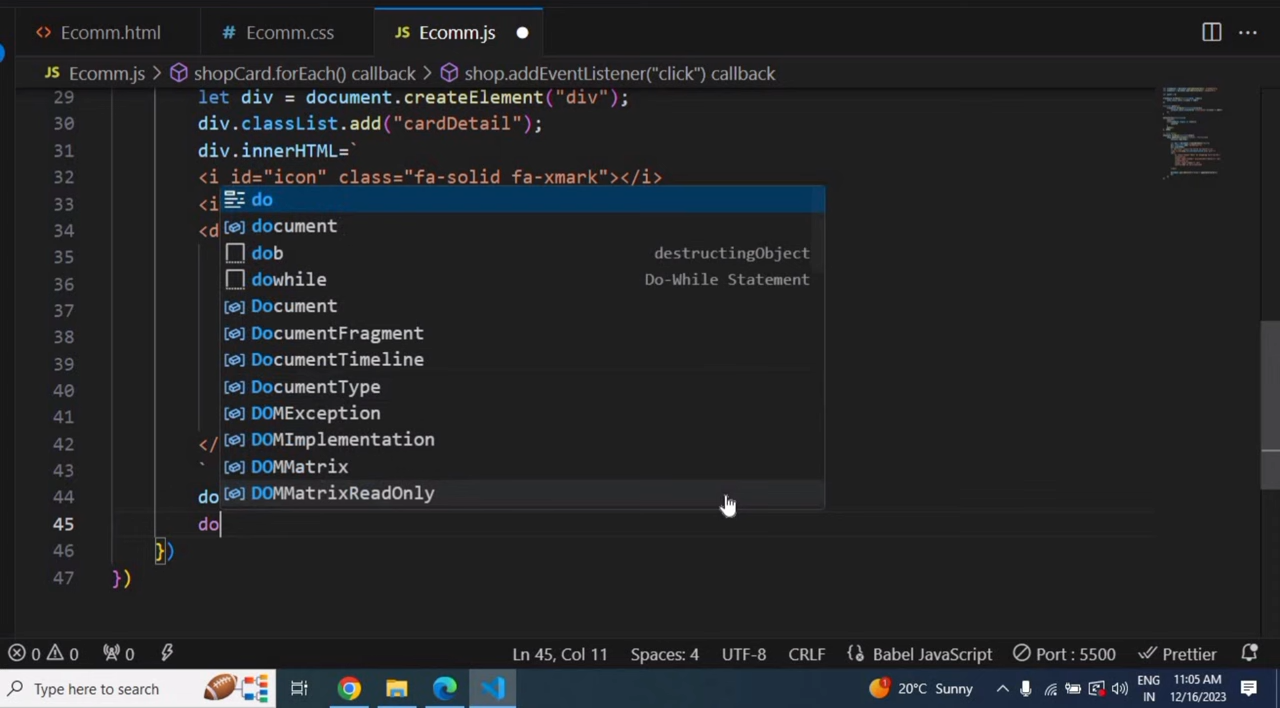 Ecomm.html
# Ecomm.css
JS Ecomm.js
JS Ecomm.js > shopCard.forEach() callback > shop.addEventListener("click") callback
29 let div = document.createElement("div");
30 div.classList.add("cardDetail");
31 div.innerHTML=`
32 <i id="icon" class="fa-solid fa-xmark"></i>
33 <i
34 <d
35
36
37
38
39
40
41
42 </
43 `
44 do
45 do
46 })
47 })
do
document
dob destructingObject
dowhile Do-While Statement
Document
DocumentFragment
DocumentTimeline
DocumentType
DOMException
DOMImplementation
DOMMatrix
DOMMatrixReadOnly
0 0 0 Ln 45, Col 11 Spaces: 4 UTF-8 CRLF Babel JavaScript Port : 5500 Prettier
Type here to search 20°C Sunny ENG 11:05 AM
IN 12/16/2023